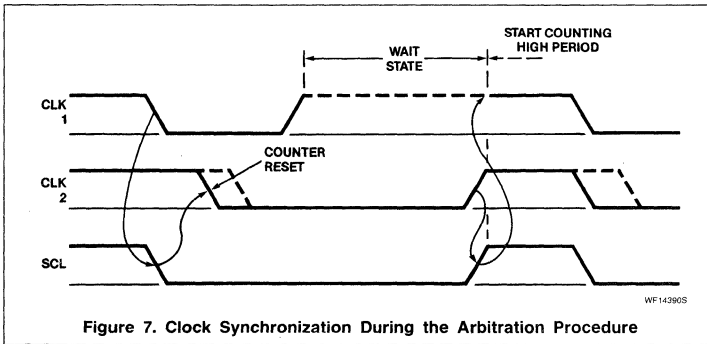 START COUNTING
HIGH PERIOD
WAIT
STATE
CLK
1
COUNTER
RESET
CLK
2
SCL
WF14390S
Figure 7. Clock Synchronization During the Arbitration Procedure